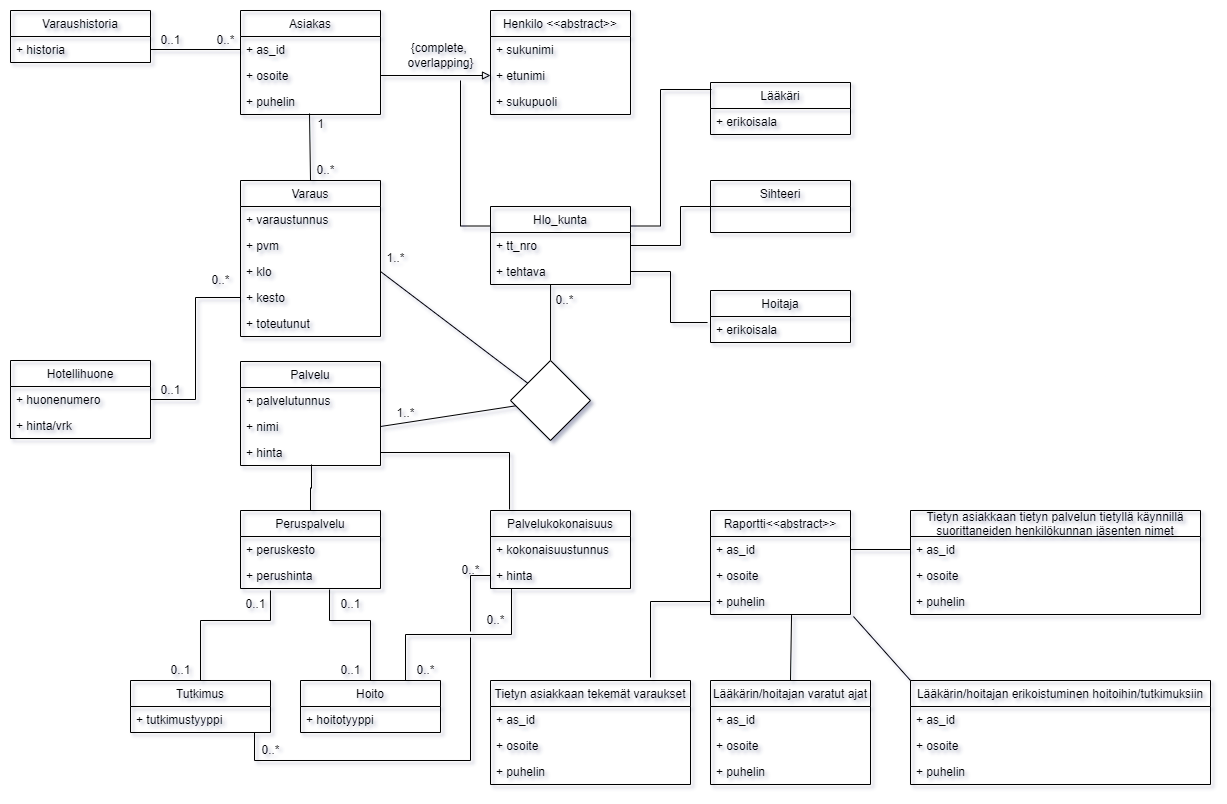 Varaushistoria
+ historia
0..1
0..*
Asiakas
+ as_id
+ osoite
+ puhelin
{complete,
overlapping}
Henkilo <<abstract>>
+ sukunimi
+ etunimi
+ sukupuoli
Lääkäri
+ erikoisala
1
0..*
Varaus
+ varaustunnus
+ pvm
+ klo
+ kesto
+ toteutunut
1..*
Hlo_kunta
+ tt_nro
+ tehtava
0..*
Sihteeri
Hoitaja
+ erikoisala
0..*
0..1
Hotellihuone
+ huonenumero
+ hinta/vrk
Palvelu
+ palvelutunnus
+ nimi
+ hinta
1..*
Peruspalvelu
+ peruskesto
+ perushinta
Palvelukokonaisuus
+ kokonaisuustunnus
+ hinta
0..*
0..*
0..1
0..1
0..1
0..1
0..*
Tutkimus
+ tutkimustyyppi
0..*
Hoito
+ hoitotyyppi
Raportti<<abstract>>
+ as_id
+ osoite
+ puhelin
Tietyn asiakkaan tietyn palvelun tietyllä käynnillä
suorittaneiden henkilökunnan jäsenten nimet
+ as_id
+ osoite
+ puhelin
Tietyn asiakkaan tekemät varaukset
+ as_id
+ osoite
+ puhelin
Lääkärin/hoitajan varatut ajat
+ as_id
+ osoite
+ puhelin
Lääkärin/hoitajan erikoistuminen hoitoihin/tutkimuksiin
+ as_id
+ osoite
+ puhelin